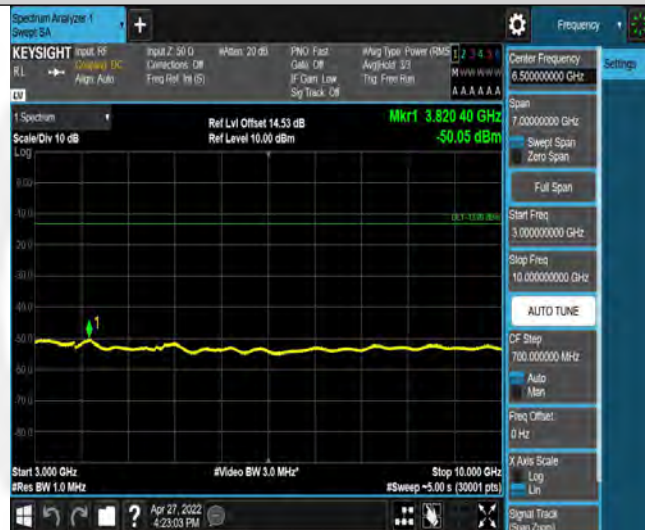 Spectrum Analyzer 1
Swept SA
+
Frequency
KEYSIGHT
Input: RF
Input Z: 50 Ω
#Atten: 20 dB
PNO: Fast
#Avg Type: Power (RMS
1 2 3 4 5 6
RL
Coupling: DC
Corrections: Off
Gate: Off
Avg|Hold: 3/3
M W W W W W
Align: Auto
Freq Ref: Int (S)
IF Gain: Low
Trig: Free Run
Sig Track: Off
A A A A A A
LV
Center Frequency
6.500000000 GHz
Settings
Span
7.00000000 GHz
Swept Span
Zero Span
Full Span
Start Freq
3.000000000 GHz
Stop Freq
10.000000000 GHz
AUTO TUNE
CF Step
700.000000 MHz
Auto
Man
Freq Offset
0 Hz
X Axis Scale
Log
Lin
Signal Track
(Span Zoom)
1 Spectrum
Ref Lvl Offset 14.53 dB
Mkr1 3.820 40 GHz
Scale/Div 10 dB
Ref Level 10.00 dBm
-50.05 dBm
Log
0.00
-10.0
-20.0
-30.0
-40.0
1
-50.0
-60.0
-70.0
-80.0
Start 3.000 GHz
#Video BW 3.0 MHz*
Stop 10.000 GHz
#Res BW 1.0 MHz
#Sweep ~5.00 s (30001 pts)
?
Apr 27, 2022
4:23:03 PM